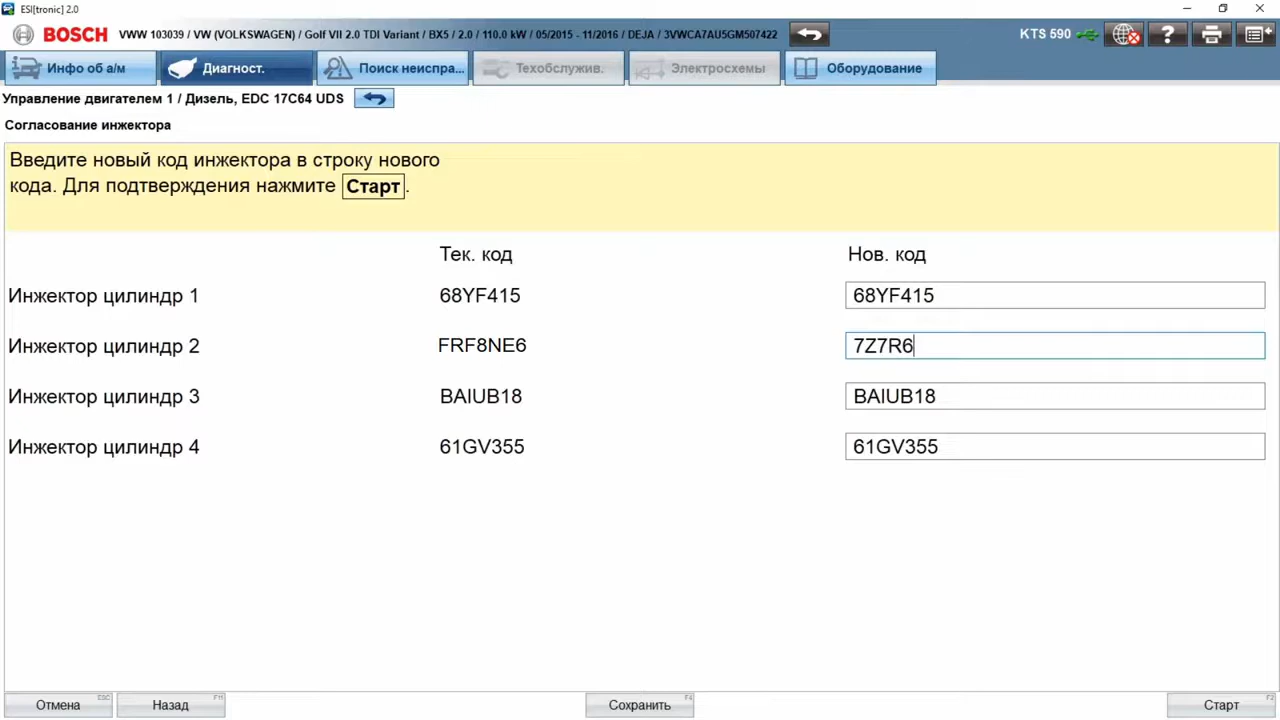 ESI[tronic] 2.0
BOSCH VWW 103039 / VW (VOLKSWAGEN) / Golf VII 2.0 TDI Variant / BX5 / 2.0 / 110.0 kW / 05/2015 - 11/2016 / DEJA / 3VWCA7AU5GM507422 KTS 590 ?
Инфо об а/м Диагност. Поиск неиспра... Техобслужив. Электросхемы Оборудование
Управление двигателем 1 / Дизель, EDC 17C64 UDS
Согласование инжектора
Введите новый код инжектора в строку нового
кода. Для подтверждения нажмите Старт.
Тек. код Нов. код
Инжектор цилиндр 1 68YF415 68YF415
Инжектор цилиндр 2 FRF8NE6 7Z7R6
Инжектор цилиндр 3 BAIUB18 BAIUB18
Инжектор цилиндр 4 61GV355 61GV355
Отмена ESC Назад F11 Сохранить F4 Старт F2